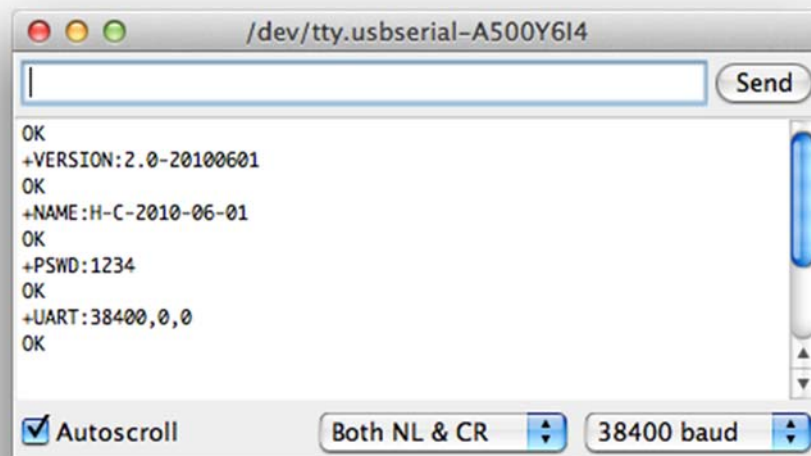 /dev/tty.usbserial-A500Y6I4
Send
OK
+VERSION:2.0-20100601
OK
+NAME:H-C-2010-06-01
OK
+PSWD:1234
OK
+UART:38400,0,0
OK
Autoscroll Both NL & CR 38400 baud